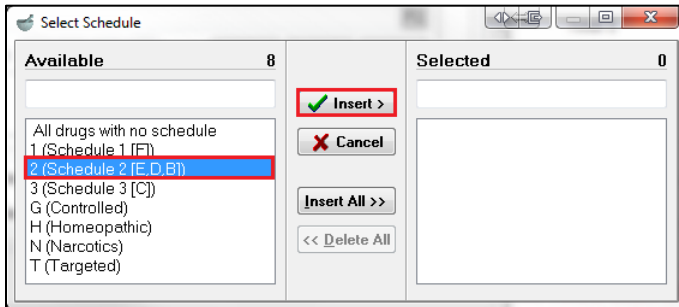 Select Schedule
Available 8
Selected 0
Insert >
Cancel
Insert All >>
<< Delete All
All drugs with no schedule
1 (Schedule 1 [F])
2 (Schedule 2 [E,D,B])
3 (Schedule 3 [C])
G (Controlled)
H (Homeopathic)
N (Narcotics)
T (Targeted)